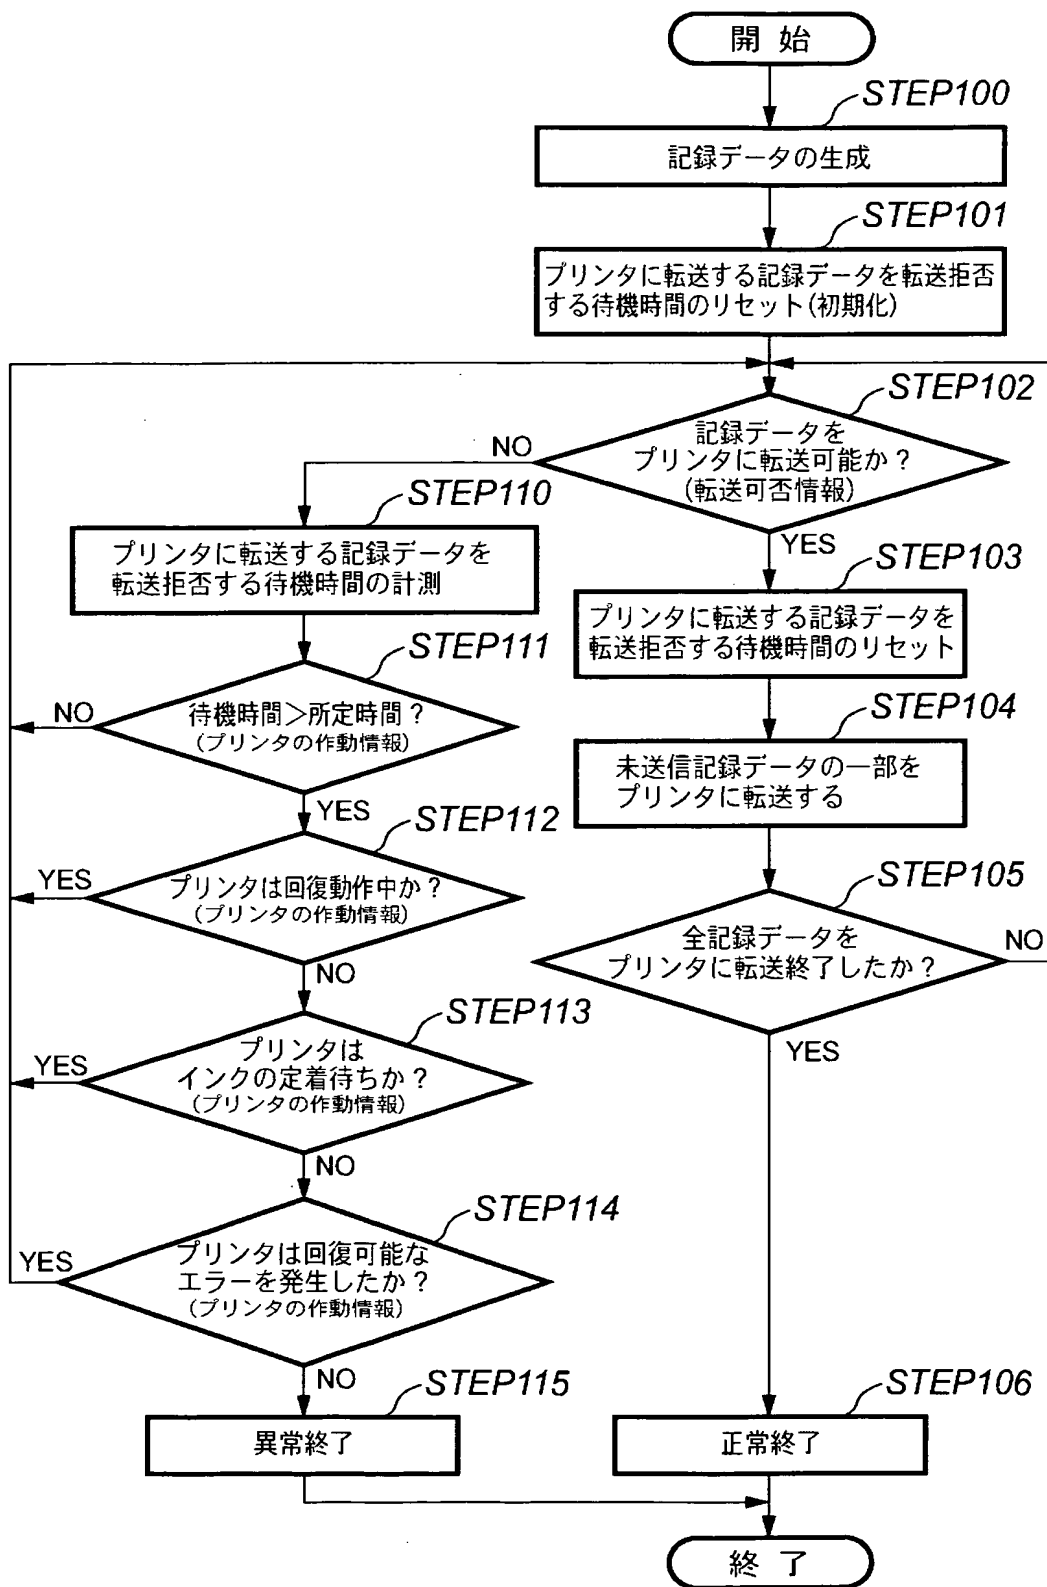 開始
STEP100
記録データの生成
STEP101
プリンタに転送する記録データを転送拒否
する待機時間のリセット(初期化)
STEP102
記録データを
プリンタに転送可能か?
(転送可否情報)
NO
YES
STEP110
プリンタに転送する記録データを
転送拒否する待機時間の計測
STEP103
プリンタに転送する記録データを
転送拒否する待機時間のリセット
STEP111
待機時間>所定時間?
(プリンタの作動情報)
NO
YES
STEP104
未送信記録データの一部を
プリンタに転送する
STEP112
プリンタは回復動作中か?
(プリンタの作動情報)
YES
NO
STEP105
全記録データを
プリンタに転送終了したか?
NO
YES
STEP113
プリンタは
インクの定着待ちか?
(プリンタの作動情報)
YES
NO
STEP114
プリンタは回復可能な
エラーを発生したか?
(プリンタの作動情報)
YES
NO
STEP115
異常終了
STEP106
正常終了
終了